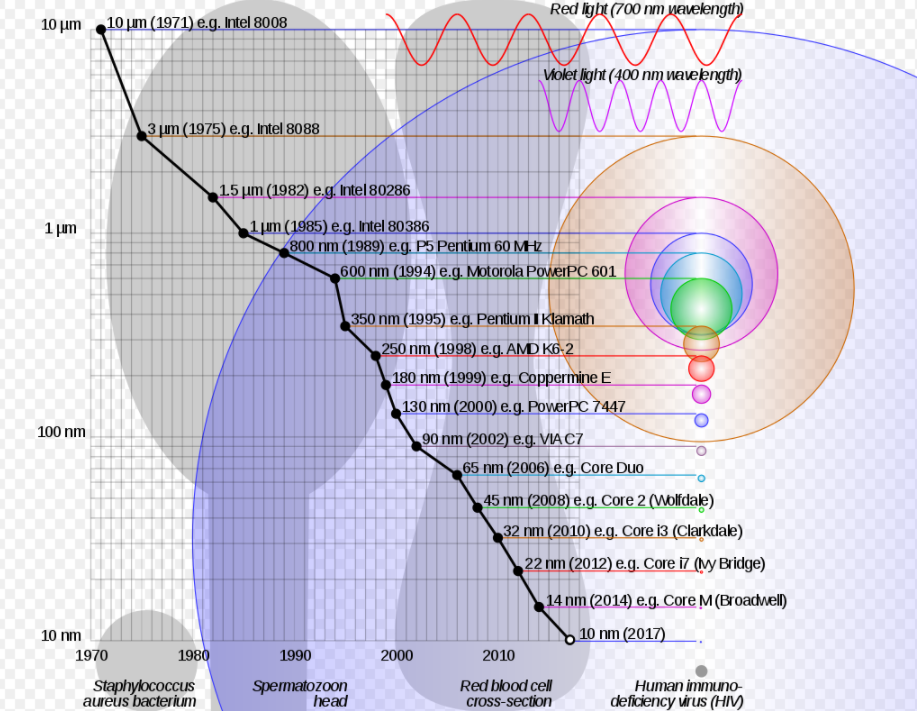 Red light (700 nm wavelength)
10 µm
10 µm (1971) e.g. Intel 8008
Violet light (400 nm wavelength)
3 µm (1975) e.g. Intel 8088
1.5 µm (1982) e.g. Intel 80286
1 µm
1 µm (1985) e.g. Intel 80386
800 nm (1989) e.g. P5 Pentium 60 MHz
600 nm (1994) e.g. Motorola PowerPC 601
350 nm (1995) e.g. Pentium II Klamath
250 nm (1998) e.g. AMD K6-2
180 nm (1999) e.g. Coppermine E
130 nm (2000) e.g. PowerPC 7447
100 nm
90 nm (2002) e.g. VIA C7
65 nm (2006) e.g. Core Duo
45 nm (2008) e.g. Core 2 (Wolfdale)
32 nm (2010) e.g. Core i3 (Clarkdale)
22 nm (2012) e.g. Core i7 (Ivy Bridge)
14 nm (2014) e.g. Core M (Broadwell)
10 nm
10 nm (2017)
1970 1980 1990 2000 2010
Staphylococcus
aureus bacterium
Spermatozoon
head
Red blood cell
cross-section
Human immuno-
deficiency virus (HIV)